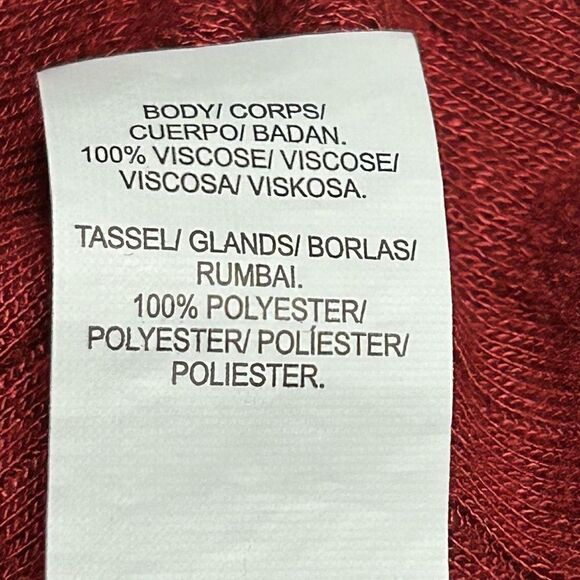 BODY/ CORPS/
CUERPO/ BADAN.
100% VISCOSE/ VISCOSE/
VISCOSA/ VISKOSA.
TASSEL/ GLANDS/ BORLAS/
RUMBAI.
100% POLYESTER/
POLYESTER/ POLÍESTER/
POLIESTER.